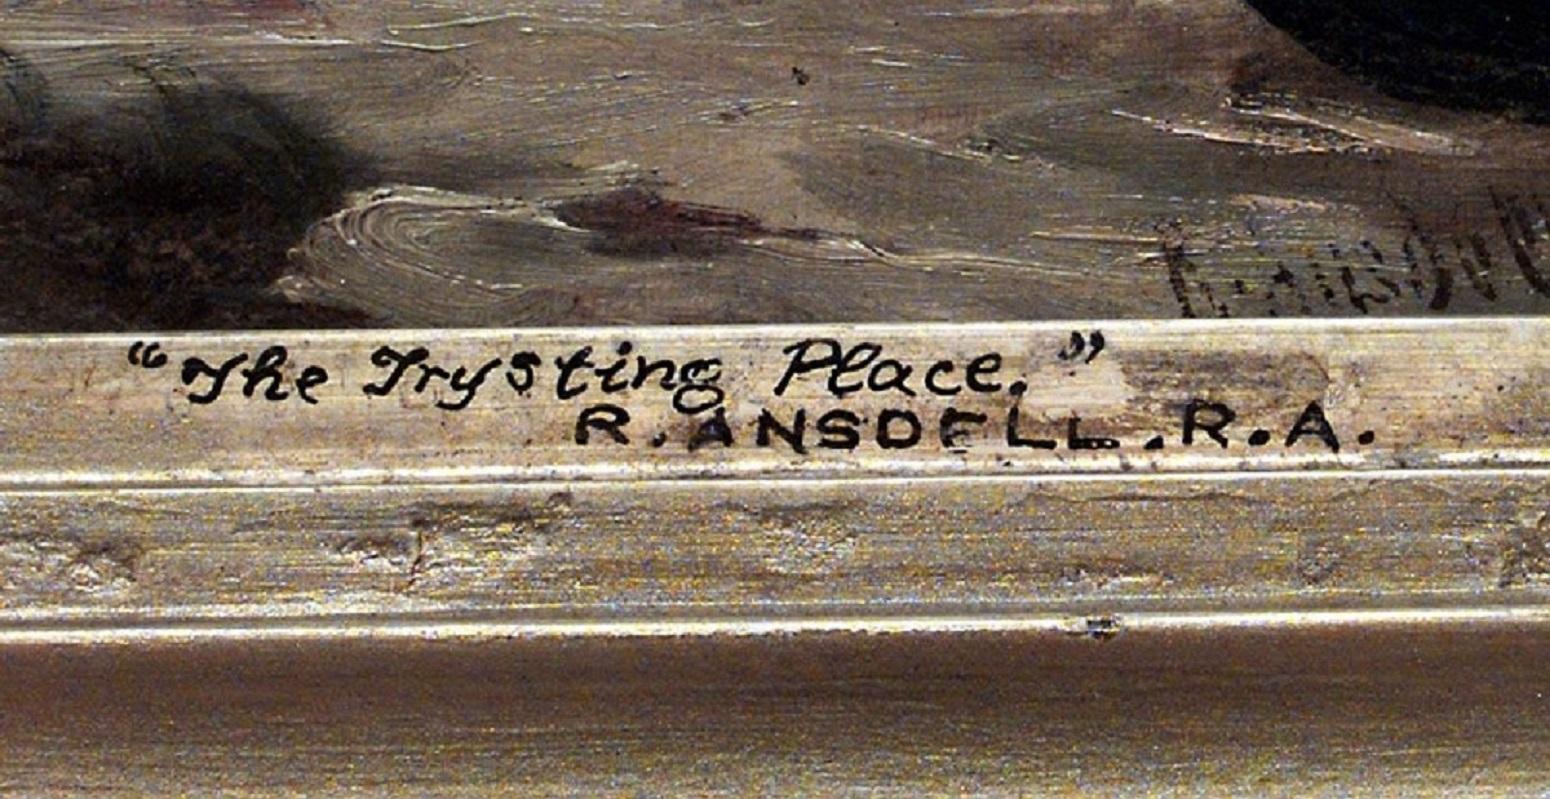 “The Trysting Place.”
R. ANSDELL. R.A.